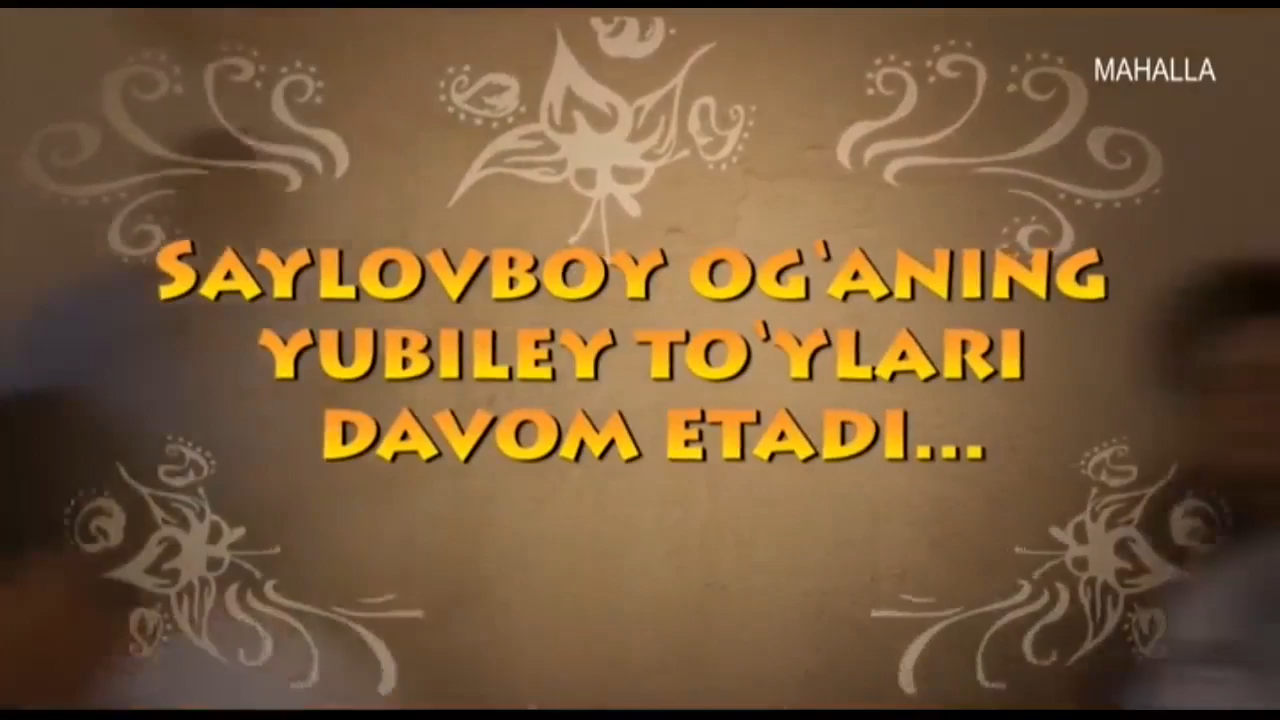 MAHALLA
SAYLOVBOY OG'ANING
YUBILEY TO'YLARI
DAVOM ETADI...